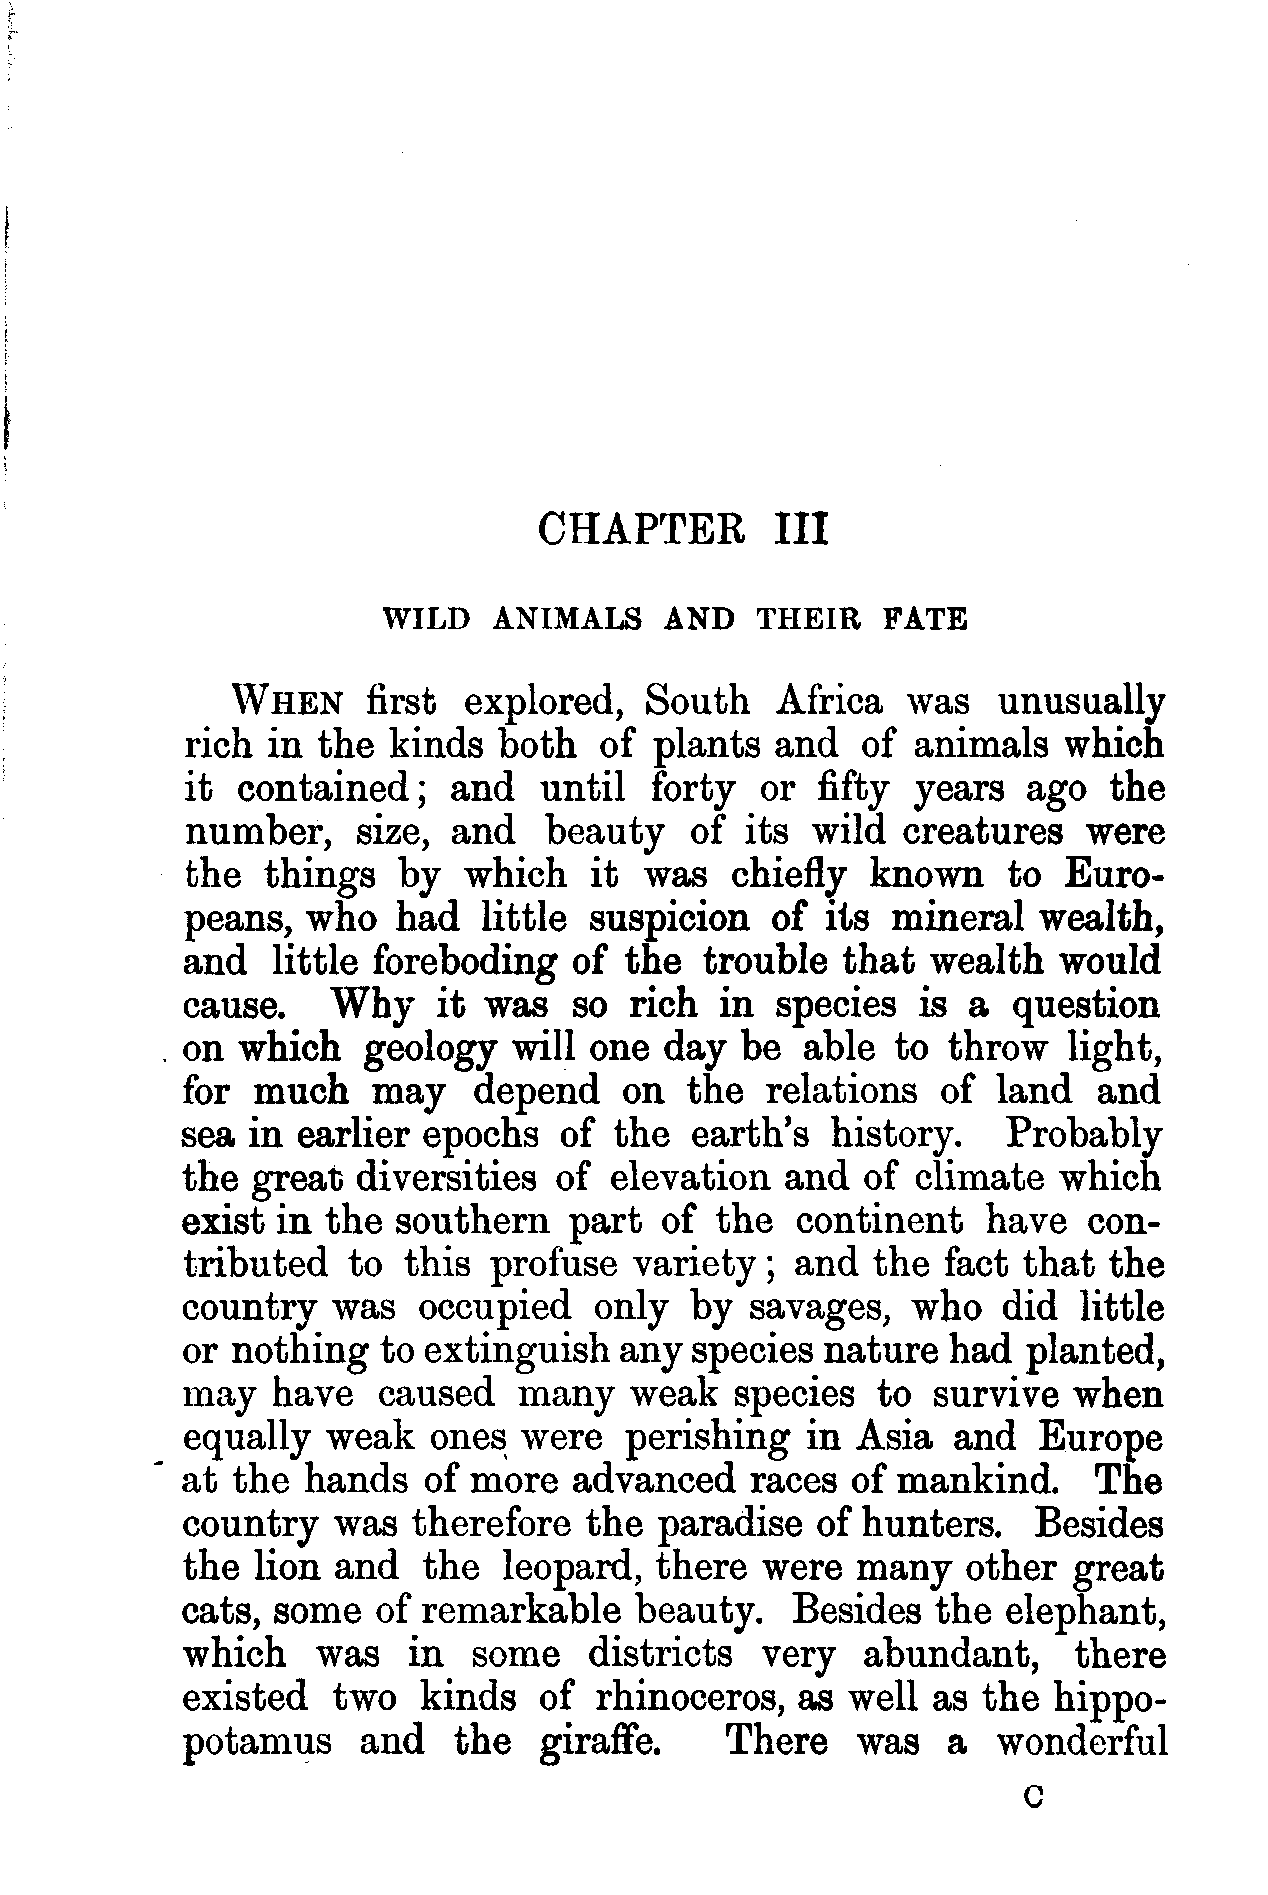 CHAPTER III
WILD ANIMALS AND THEIR FATE
WHEN first explored, South Africa was unusually
rich in the kinds both of plants and of animals which
it contained; and until forty or fifty years ago the
number, size, and beauty of its wild creatures were
the things by which it was chiefly known to Euro-
peans, who had little suspicion of its mineral wealth,
and little foreboding of the trouble that wealth would
cause. Why it was so rich in species is a question
on which geology will one day be able to throw light,
for much may depend on the relations of land and
sea in earlier epochs of the earth's history. Probably
the great diversities of elevation and of climate which
exist in the southern part of the continent have con-
tributed to this profuse variety; and the fact that the
country was occupied only by savages, who did little
or nothing to extinguish any species nature had planted,
may have caused many weak species to survive when
equally weak ones were perishing in Asia and Europe
at the hands of more advanced races of mankind. The
country was therefore the paradise of hunters. Besides
the lion and the leopard, there were many other great
cats, some of remarkable beauty. Besides the elephant,
which was in some districts very abundant, there
existed two kinds of rhinoceros, as well as the hippo-
potamus and the giraffe. There was a wonderful
C